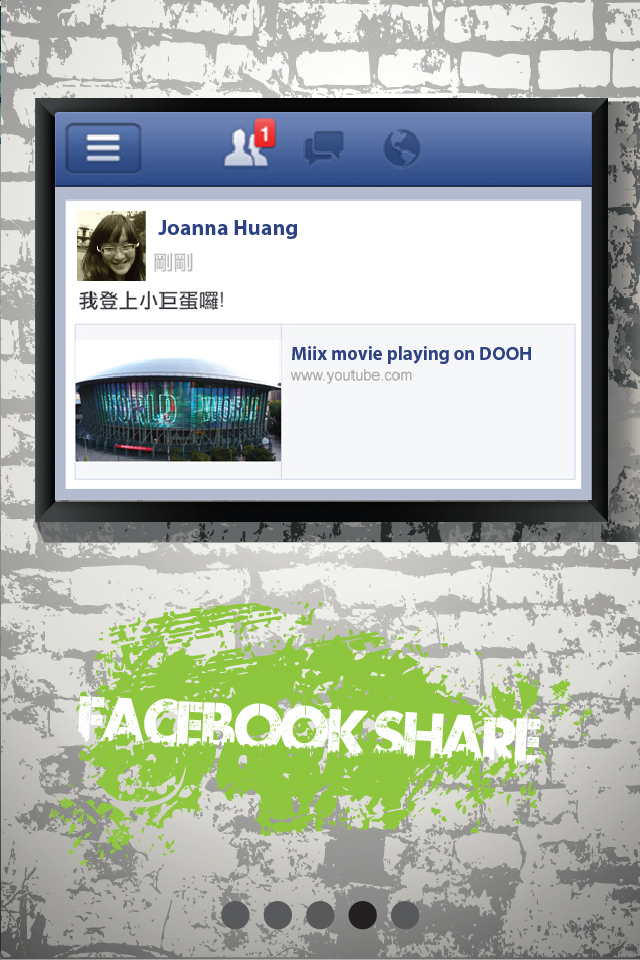 1
Joanna Huang
剛剛
我登上小巨蛋囉!
Miix movie playing on DOOH
www.youtube.com
FACEBOOK SHARE